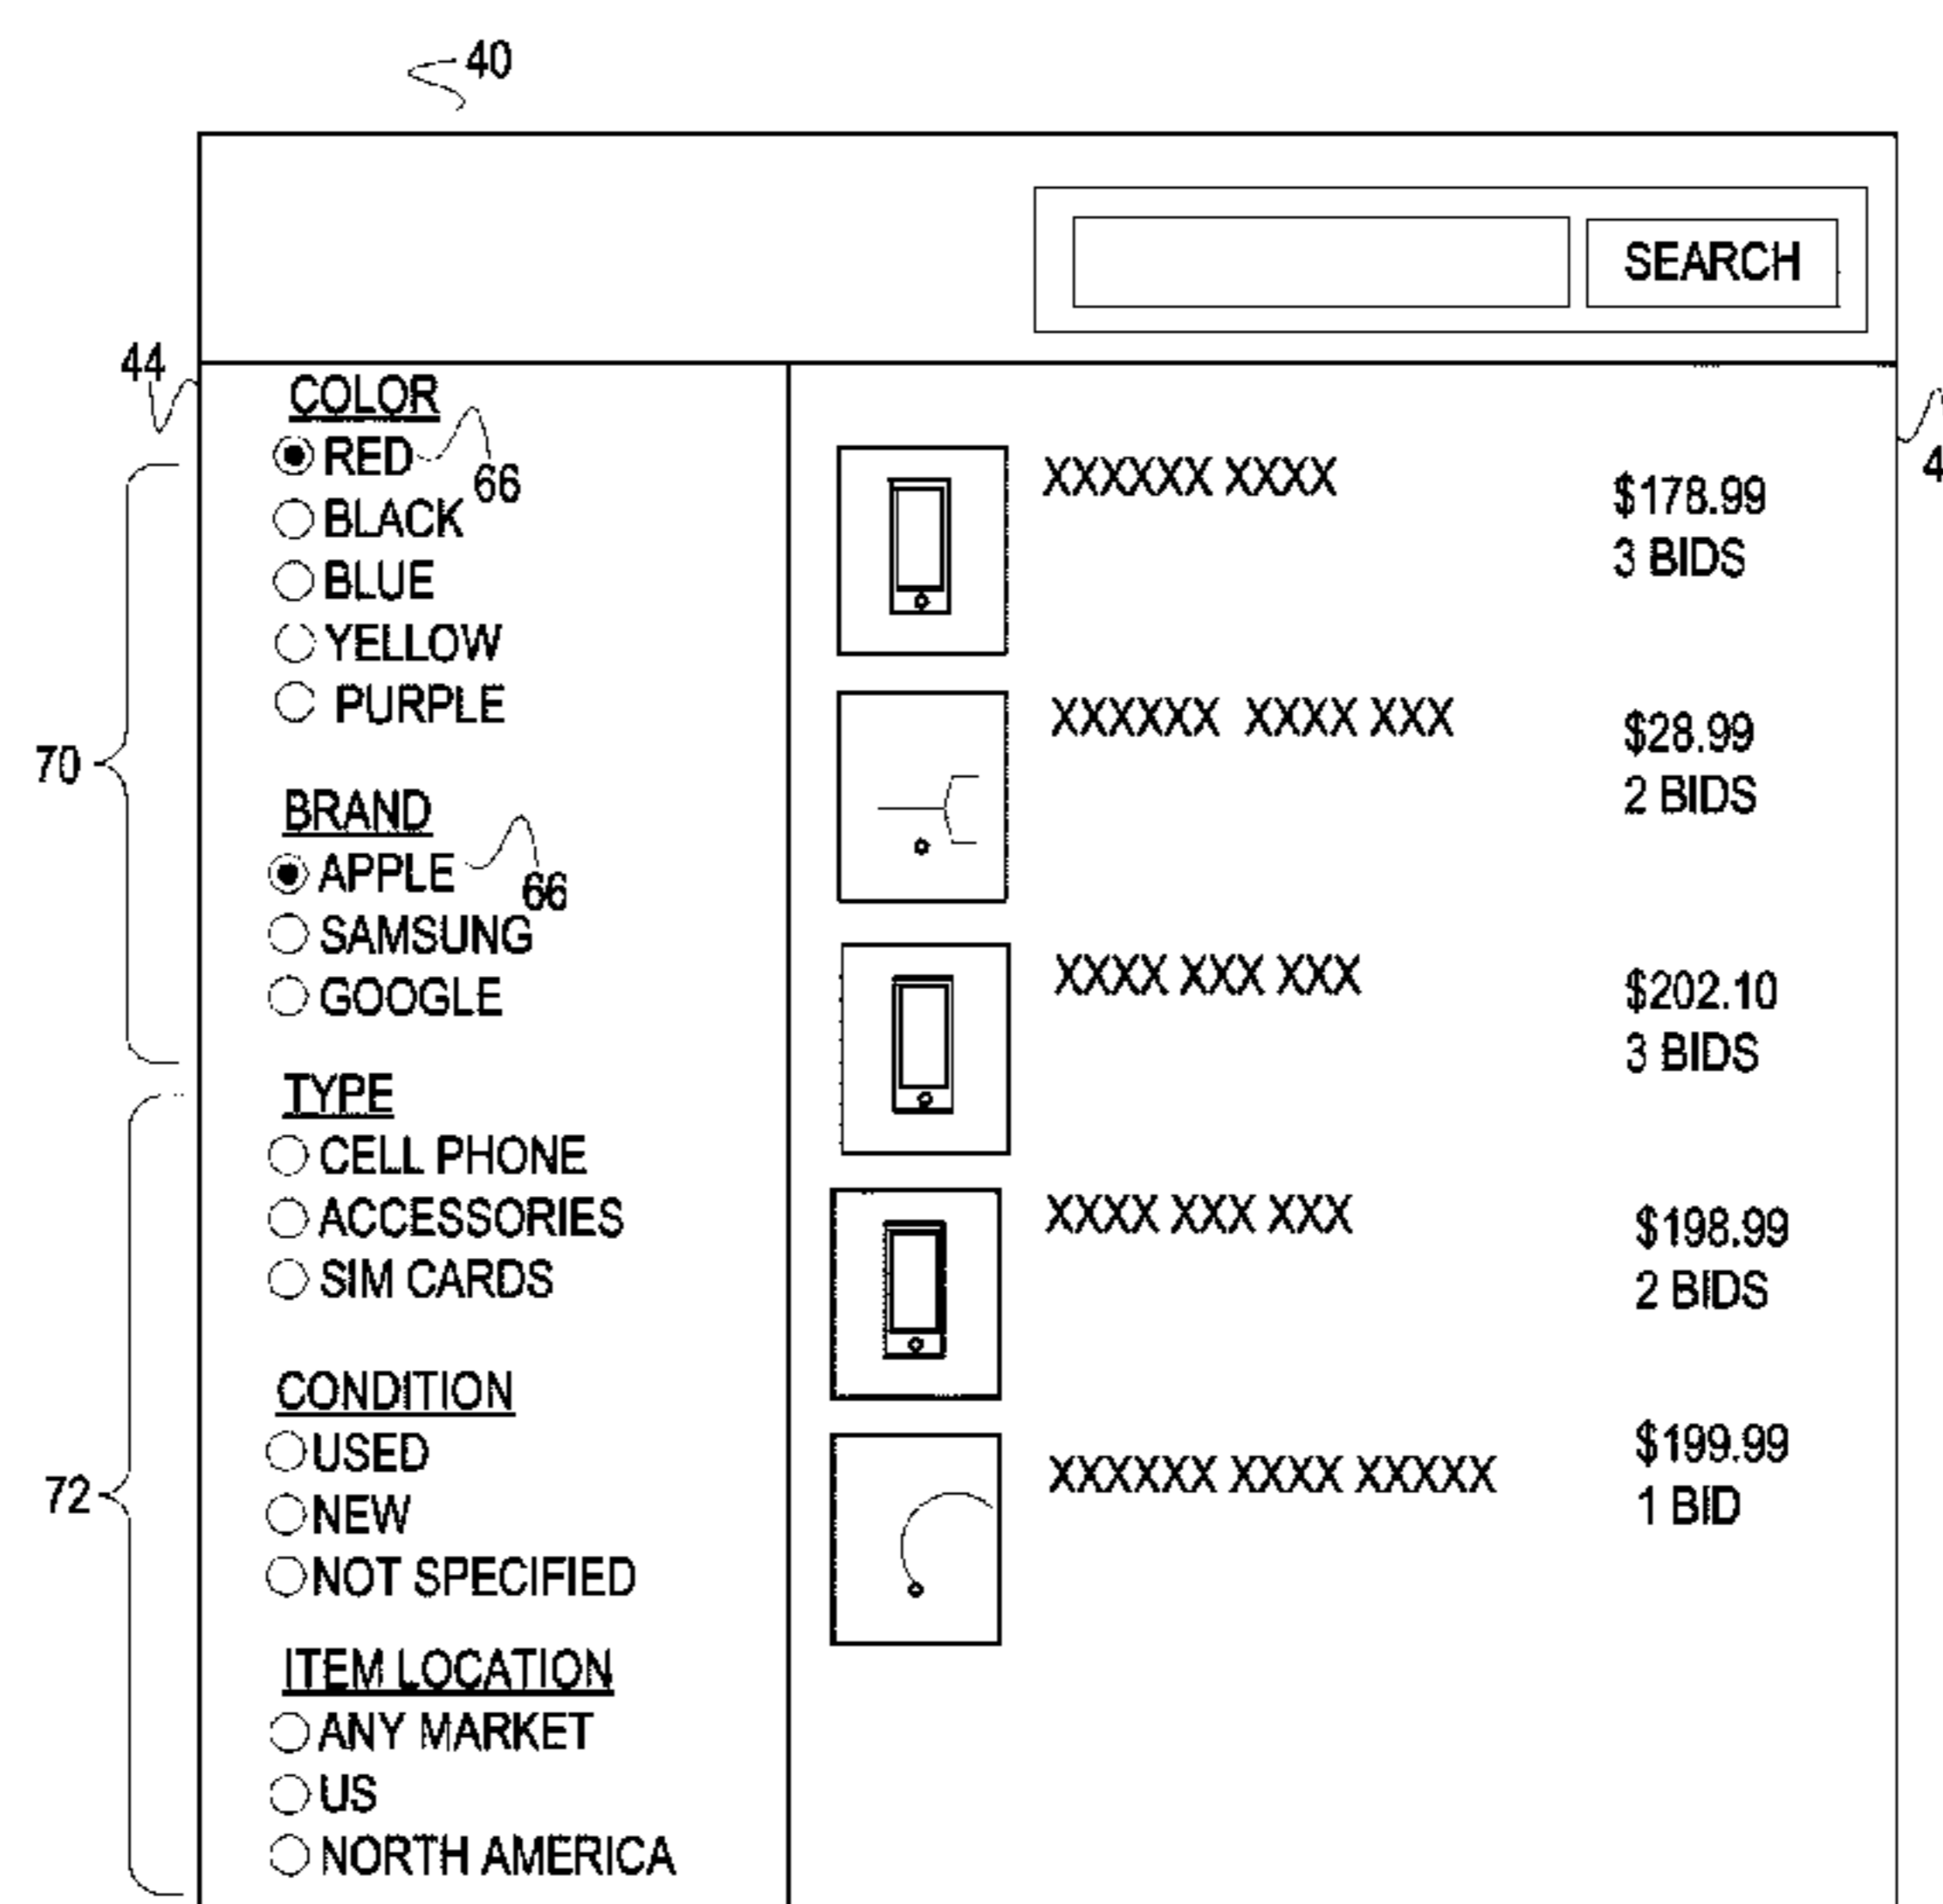 40
SEARCH
44
COLOR
RED
66
BLACK
BLUE
YELLOW
PURPLE
70
BRAND
APPLE
66
SAMSUNG
GOOGLE
TYPE
CELL PHONE
ACCESSORIES
SIM CARDS
CONDITION
USED
NEW
72
NOT SPECIFIED
ITEM LOCATION
ANY MARKET
US
NORTH AMERICA
XXXXXX XXXX
$178.99
3 BIDS
XXXXXX XXXX XXX
$28.99
2 BIDS
XXXX XXX XXX
$202.10
3 BIDS
XXXX XXX XXX
$198.99
2 BIDS
XXXXXX XXXX XXXXX
$199.99
1 BID